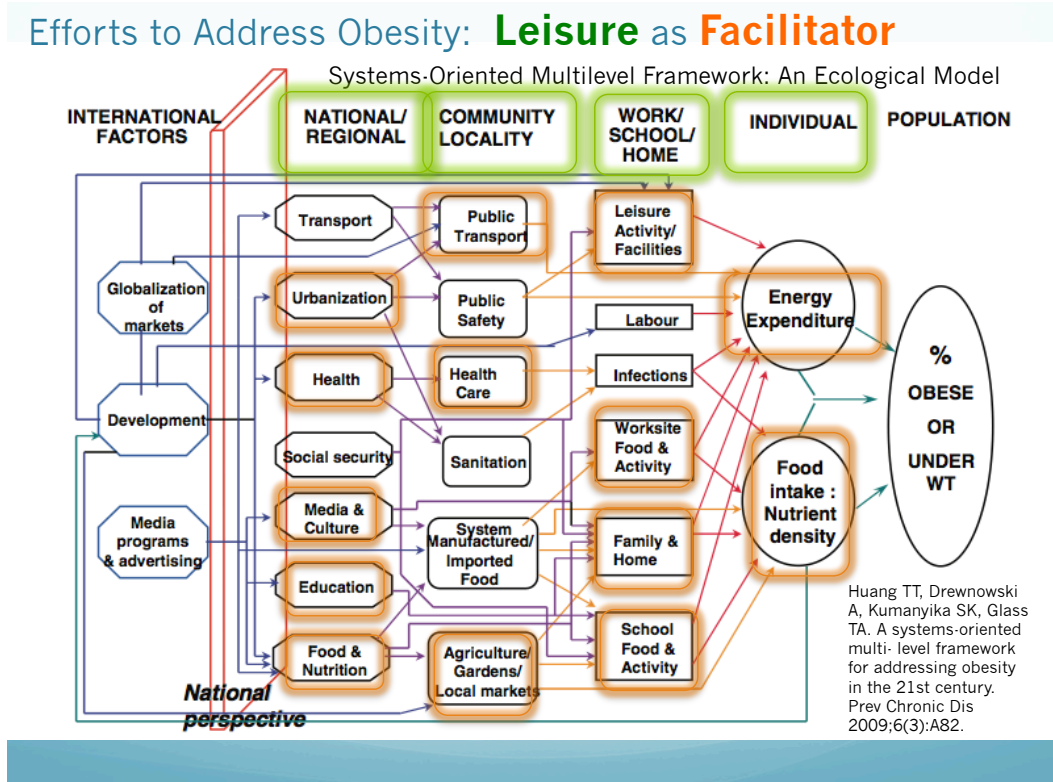 Efforts to Address Obesity: Leisure as Facilitator
Systems-Oriented Multilevel Framework: An Ecological Model
INTERNATIONAL
FACTORS
NATIONAL/
REGIONAL
COMMUNITY
LOCALITY
WORK/
SCHOOL/
HOME
INDIVIDUAL
POPULATION
Globalization
of
markets
Development
Media
programs
& advertising
Transport
Urbanization
Health
Social security
Media &
Culture
Education
Food &
Nutrition
National
perspective
Public
Transport
Public
Safety
Health
Care
Sanitation
System
Manufactured/
Imported
Food
Agriculture/
Gardens/
Local markets
Leisure
Activity/
Facilities
Labour
Infections
Worksite
Food &
Activity
Family &
Home
School
Food &
Activity
Energy
Expenditure
Food
intake :
Nutrient
density
%
OBESE
OR
UNDER
WT
Huang TT, Drewnowski
A, Kumanyika SK, Glass
TA. A systems-oriented
multi- level framework
for addressing obesity
in the 21st century.
Prev Chronic Dis
2009;6(3):A82.